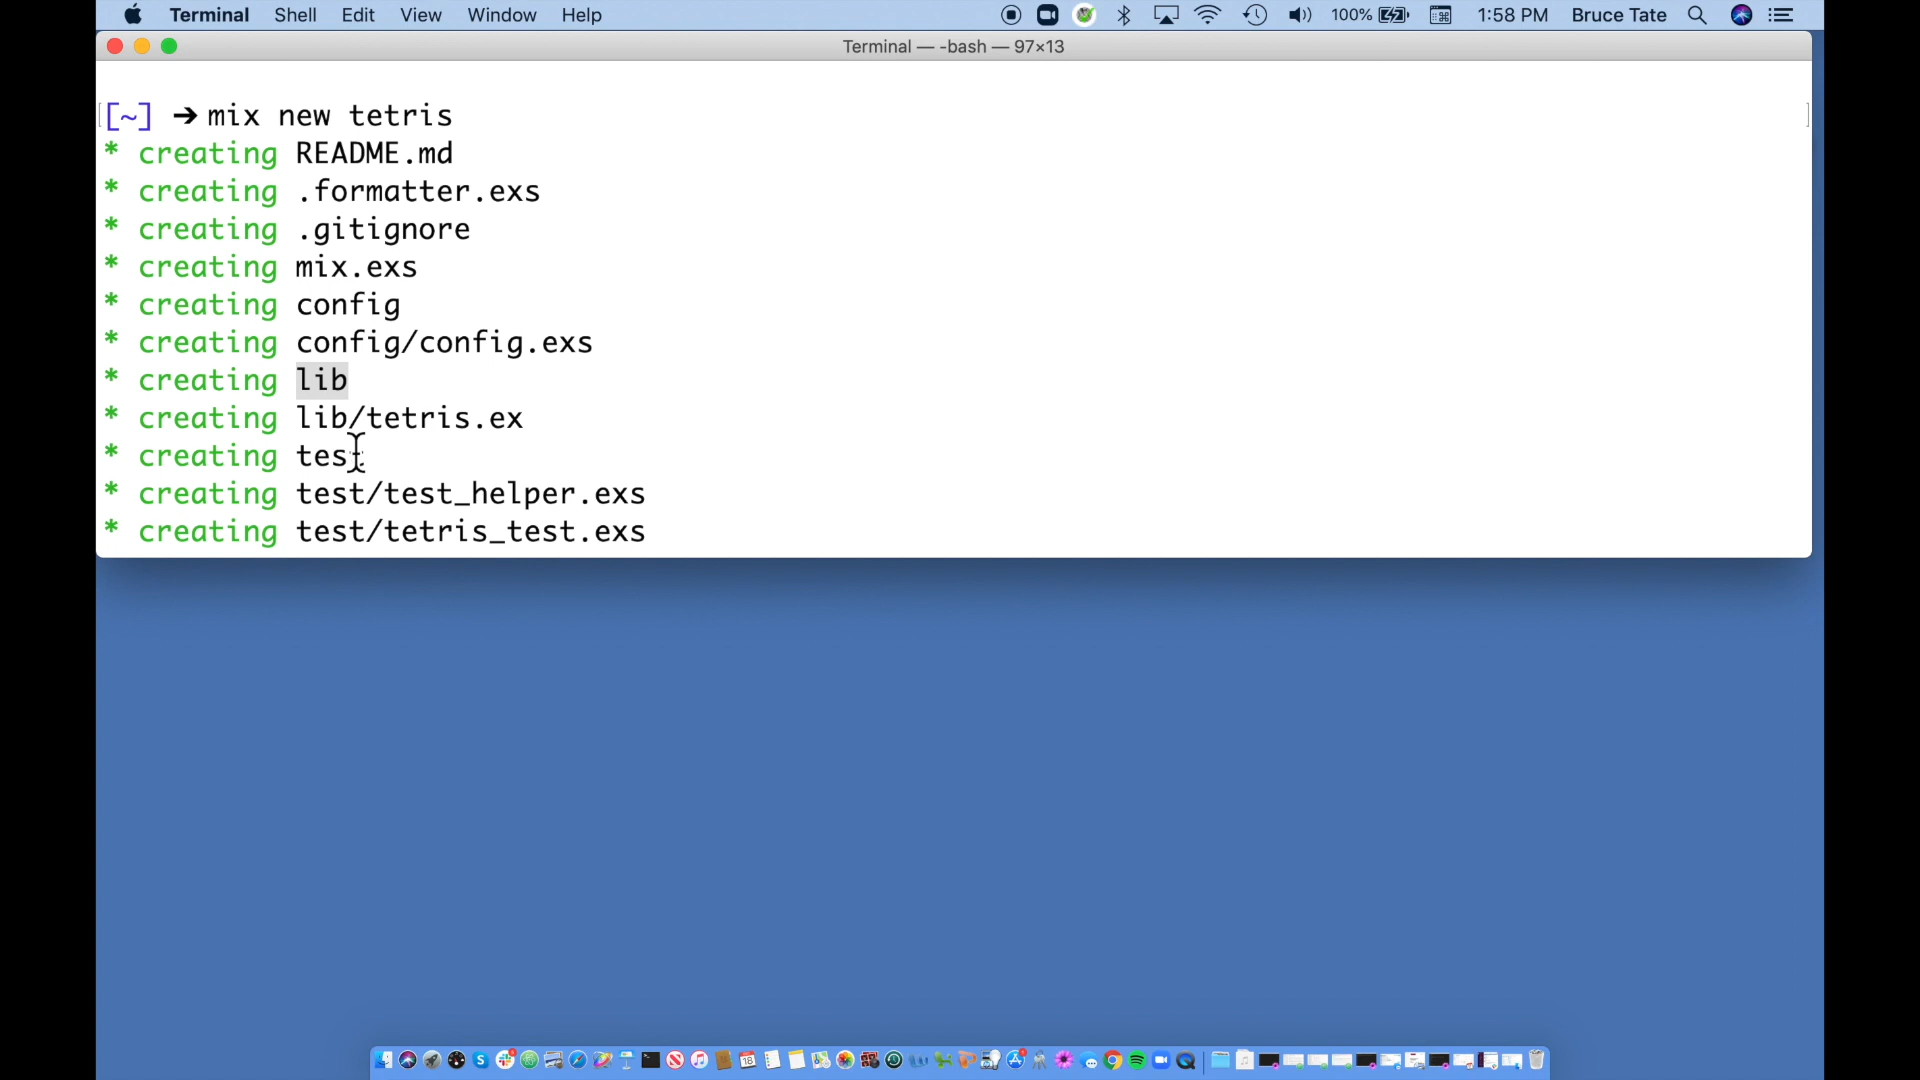 Terminal Shell Edit View Window Help 100% 1:58 PM Bruce Tate
Terminal — -bash — 97×13
[~] ➔ mix new tetris
* creating README.md
* creating .formatter.exs
* creating .gitignore
* creating mix.exs
* creating config
* creating config/config.exs
* creating lib
* creating lib/tetris.ex
* creating test
* creating test/test_helper.exs
* creating test/tetris_test.exs
18